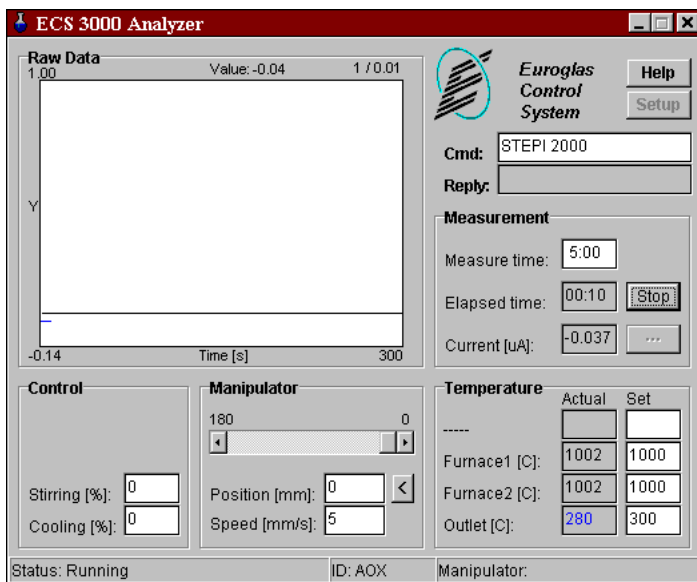 ECS 3000 Analyzer
Raw Data
1.00 Value: -0.04 1 / 0.01
Y
-0.14 Time [s] 300
Euroglas
Control
System
Help
Setup
Cmd: STEPI 2000
Reply:
Measurement
Measure time: 5:00
Elapsed time: 00:10 Stop
Current [uA]: -0.037 ...
Control
Stirring [%]: 0
Cooling [%]: 0
Manipulator
180 0
Position [mm]: 0 <
Speed [mm/s]: 5
Temperature
Actual Set
-----
Furnace1 [C]: 1002 1000
Furnace2 [C]: 1002 1000
Outlet [C]: 280 300
Status: Running ID: AOX Manipulator: